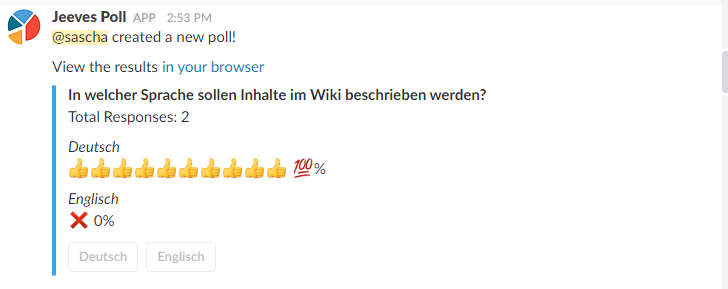 Jeeves Poll APP 2:53 PM
@sascha created a new poll!
View the results in your browser
In welcher Sprache sollen Inhalte im Wiki beschrieben werden?
Total Responses: 2
Deutsch
👍👍👍👍👍👍👍👍👍👍 💯%
Englisch
❌ 0%
Deutsch Englisch